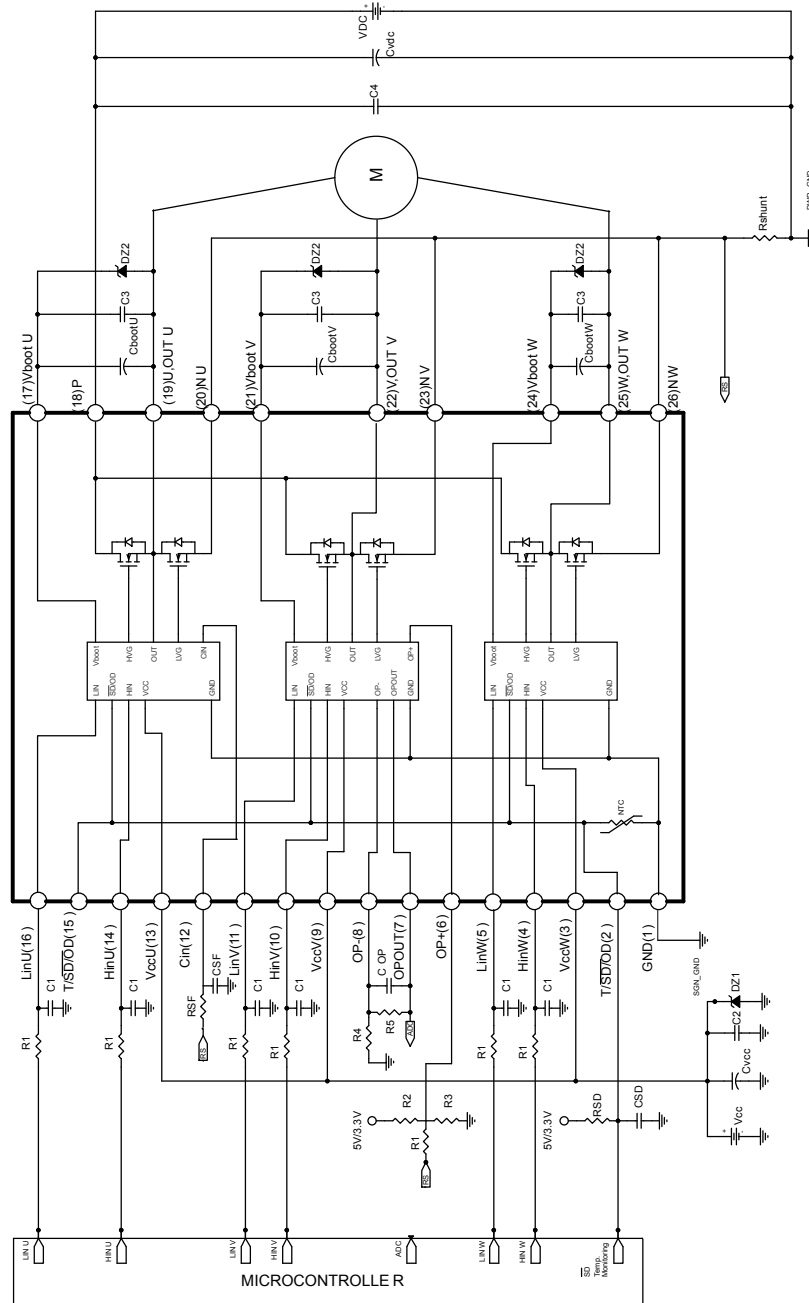 VDC
+
-
Cvdc
C4
M
Rshunt
PWR_GND
DZ2
C3
CbootU
DZ2
C3
CbootV
DZ2
C3
CbootW
RS
(17)Vboot U
(18)P
(19)U,OUT U
(20)N U
(21)Vboot V
(22)V,OUT V
(23)N V
(24)Vboot W
(25)W,OUT W
(26)N W
Vboot
HVG
OUT
LVG
CIN
LIN
SD/OD
HIN
VCC
GND
Vboot
HVG
OUT
LVG
OP+
LIN
SD/OD
HIN
VCC
OP-
OPOUT
GND
Vboot
HVG
OUT
LVG
LIN
SD/OD
HIN
VCC
GND
NTC
LinU(16)
T/SD/OD(15)
HinU(14)
VccU(13)
Cin(12)
LinV(11)
HinV(10)
VccV(9)
OP-(8)
OPOUT(7)
OP+(6)
LinW(5)
HinW(4)
VccW(3)
T/SD/OD(2)
GND(1)
SGN_GND
C1
R1
C1
R1
CSF
RSF
RS
C1
R1
C1
R1
C OP
R5
R4
ADC
R2
R3
5V/3.3V
R1
RS
C1
R1
C1
R1
RSD
CSD
5V/3.3V
DZ1
C2
Cvcc
Vcc
+
-
LIN U
HIN U
LIN V
HIN V
ADC
LIN W
HIN W
SD
Temp.
Monitoring
MICROCONTROLLE R